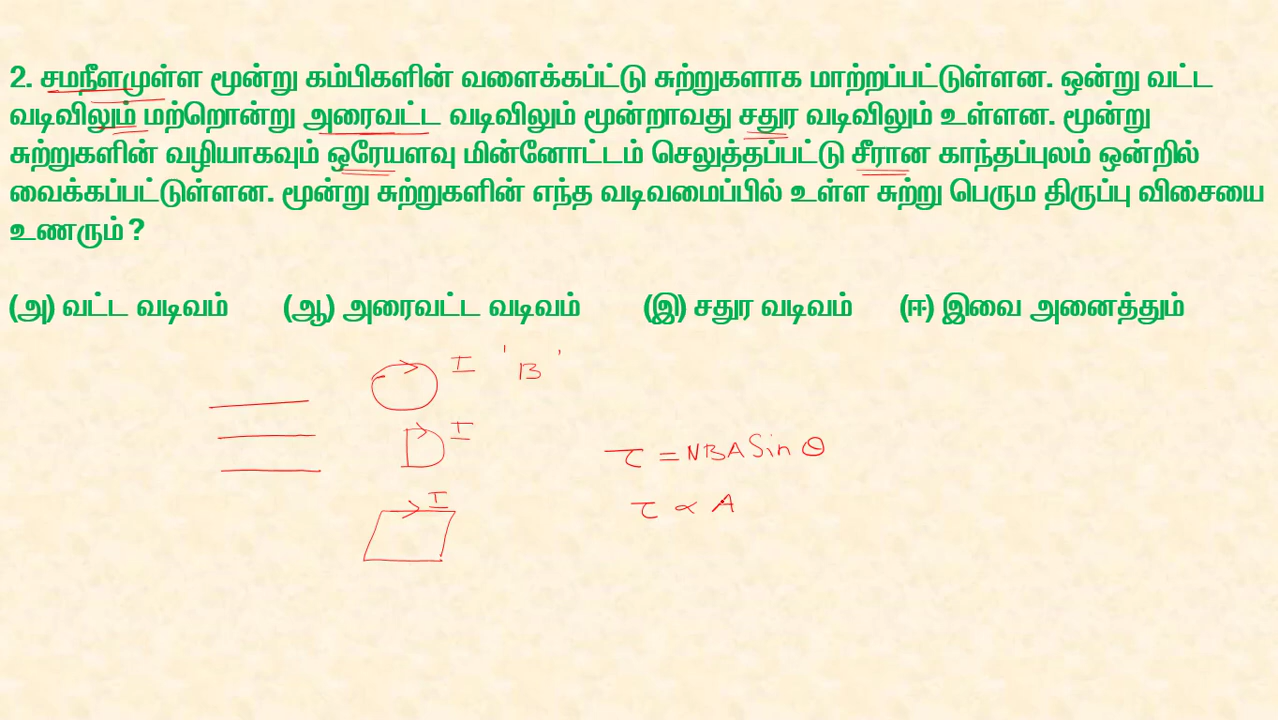 2. சமநீளமுள்ள மூன்று கம்பிகளின் வளைக்கப்ட்டு சுற்றுகளாக மாற்றப்பட்டுள்ளன. ஒன்று வட்ட
வடிவிலும் மற்றொன்று அரைவட்ட வடிவிலும் மூன்றாவது சதுர வடிவிலும் உள்ளன. மூன்று
சுற்றுகளின் வழியாகவும் ஒரேயளவு மின்னோட்டம் செலுத்தப்பட்டு சீரான காந்தப்புலம் ஒன்றில்
வைக்கப்பட்டுள்ளன. மூன்று சுற்றுகளின் எந்த வடிவமைப்பில் உள்ள சுற்று பெரும திருப்பு விசையை
உணரும் ?
(அ) வட்ட வடிவம் (ஆ) அரைவட்ட வடிவம் (இ) சதுர வடிவம் (ஈ) இவை அனைத்தும்
I 'B'
I
τ = NBA Sin θ
I
τ ∝ A